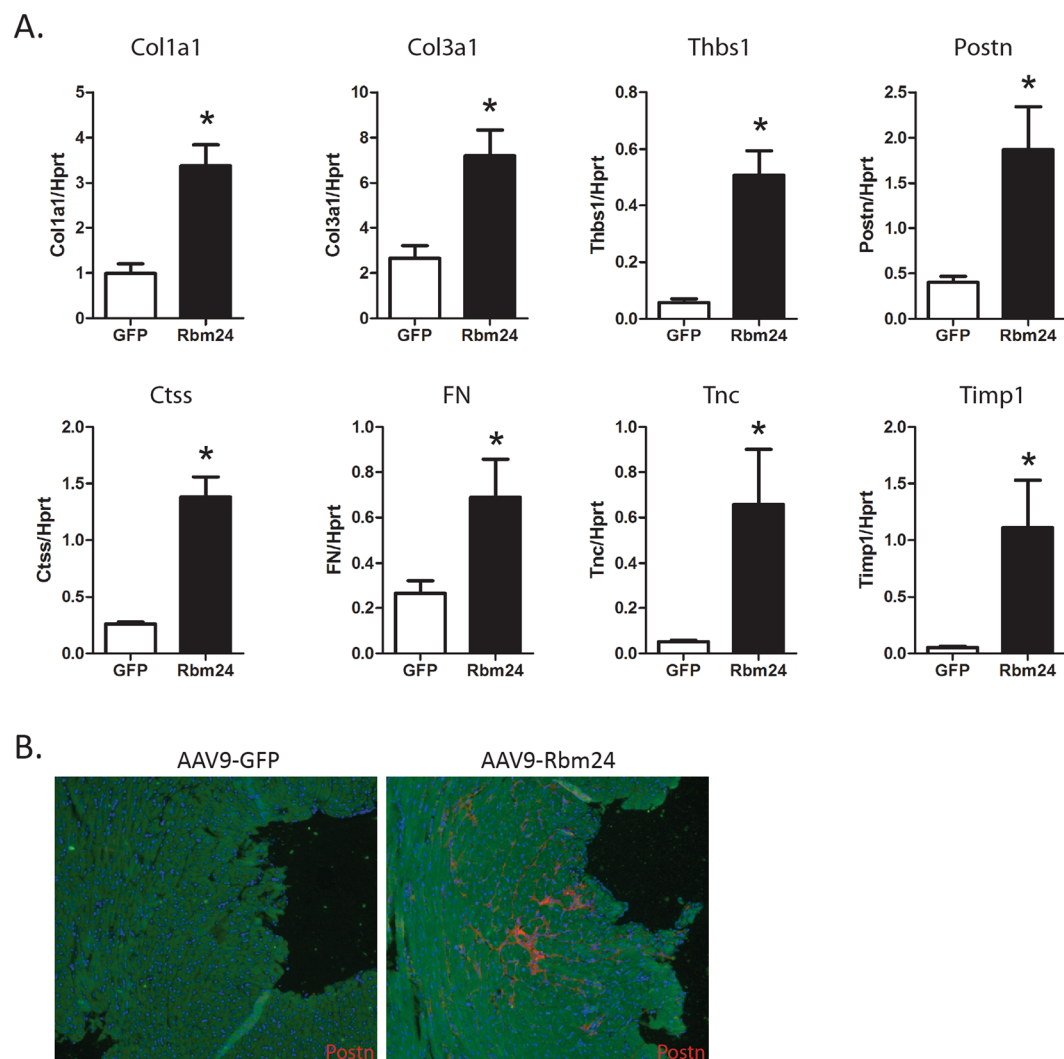 A.
Col1a1
Col1a1/Hprt
5
4
3
2
1
0
*
GFP Rbm24
Col3a1
Col3a1/Hprt
10
8
6
4
2
0
*
GFP Rbm24
Thbs1
Thbs1/Hprt
0.8
0.6
0.4
0.2
0.0
*
GFP Rbm24
Postn
Postn/Hprt
2.5
2.0
1.5
1.0
0.5
0.0
*
GFP Rbm24
Ctss
Ctss/Hprt
2.0
1.5
1.0
0.5
0.0
*
GFP Rbm24
FN
FN/Hprt
1.0
0.8
0.6
0.4
0.2
0.0
*
GFP Rbm24
Tnc
Tnc/Hprt
1.0
0.8
0.6
0.4
0.2
0.0
*
GFP Rbm24
Timp1
Timp1/Hprt
2.0
1.5
1.0
0.5
0.0
*
GFP Rbm24
B.
AAV9-GFP
Postn
AAV9-Rbm24
Postn